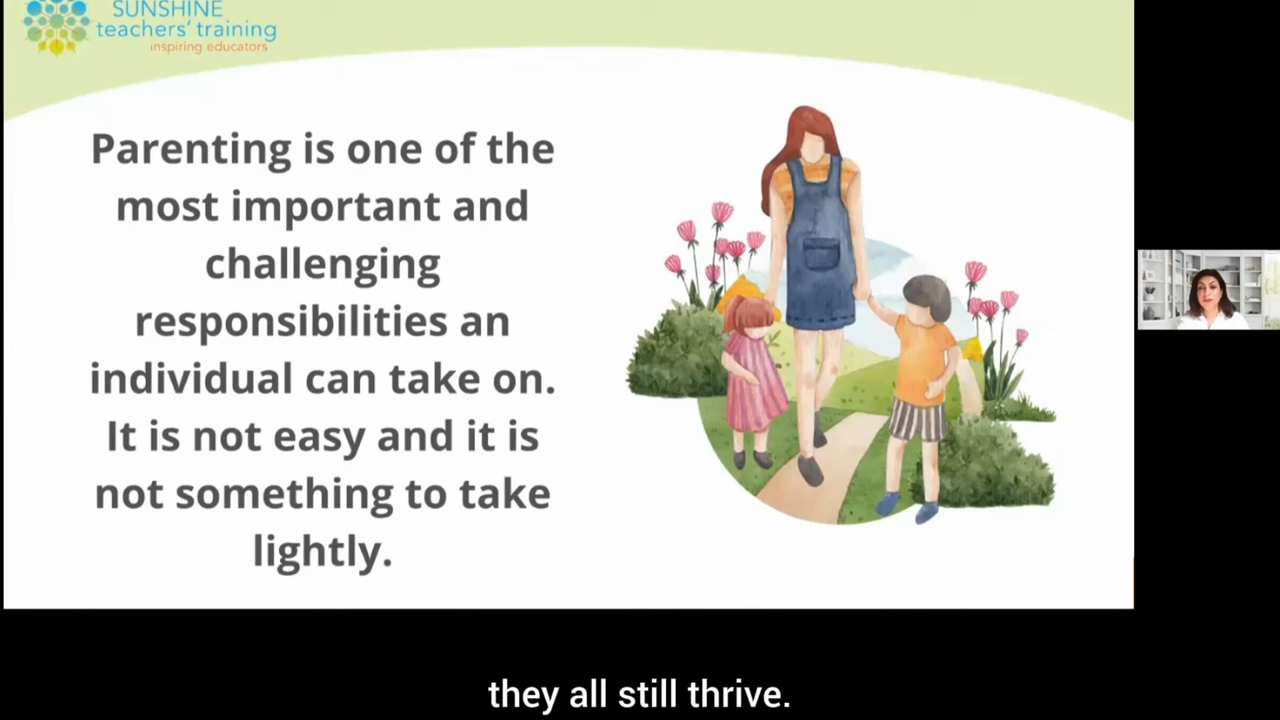 SUNSHINE
teachers' training
inspiring educators
Parenting is one of the
most important and
challenging
responsibilities an
individual can take on.
It is not easy and it is
not something to take
lightly.
they all still thrive.